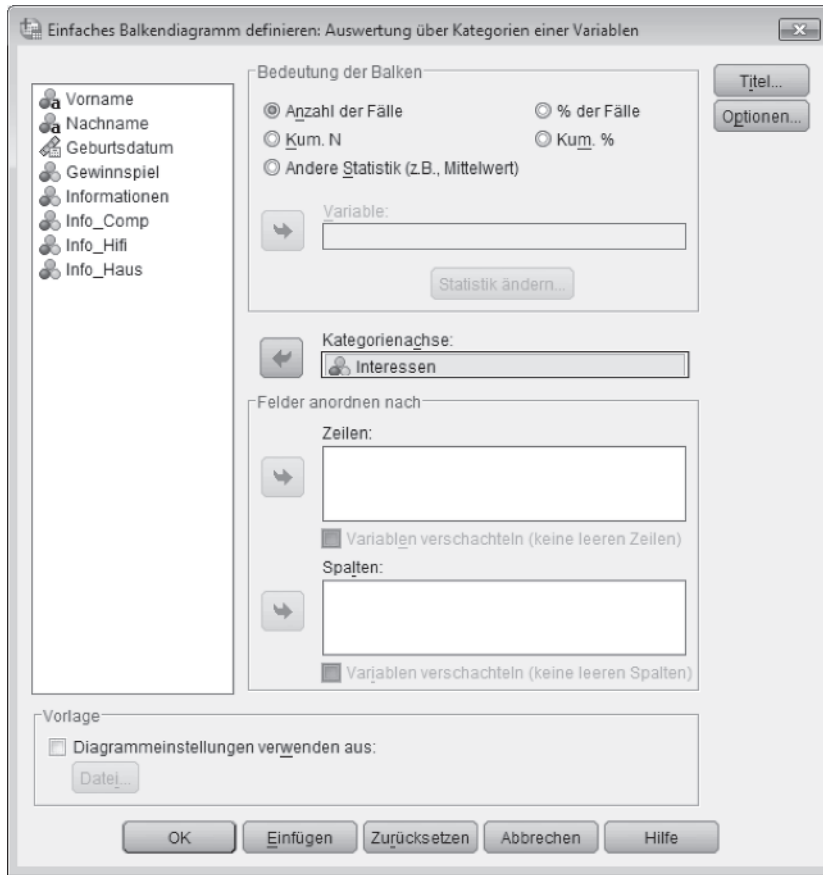 Einfaches Balkendiagramm definieren: Auswertung über Kategorien einer Variablen
Vorname
Nachname
Geburtsdatum
Gewinnspiel
Informationen
Info_Comp
Info_Hifi
Info_Haus
Bedeutung der Balken
Anzahl der Fälle
% der Fälle
Kum. N
Kum. %
Andere Statistik (z.B., Mittelwert)
Variable:
Statistik ändern...
Kategorienachse:
Interessen
Felder anordnen nach
Zeilen:
Variablen verschachteln (keine leeren Zeilen)
Spalten:
Variablen verschachteln (keine leeren Spalten)
Titel...
Optionen...
Vorlage
Diagrammeinstellungen verwenden aus:
Datei...
OK
Einfügen
Zurücksetzen
Abbrechen
Hilfe